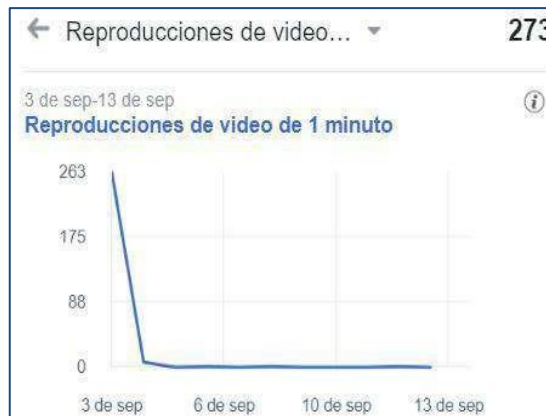 ← Reproducciones de video... 273
3 de sep-13 de sep
Reproducciones de video de 1 minuto
263
175
88
0
3 de sep 6 de sep 10 de sep 13 de sep